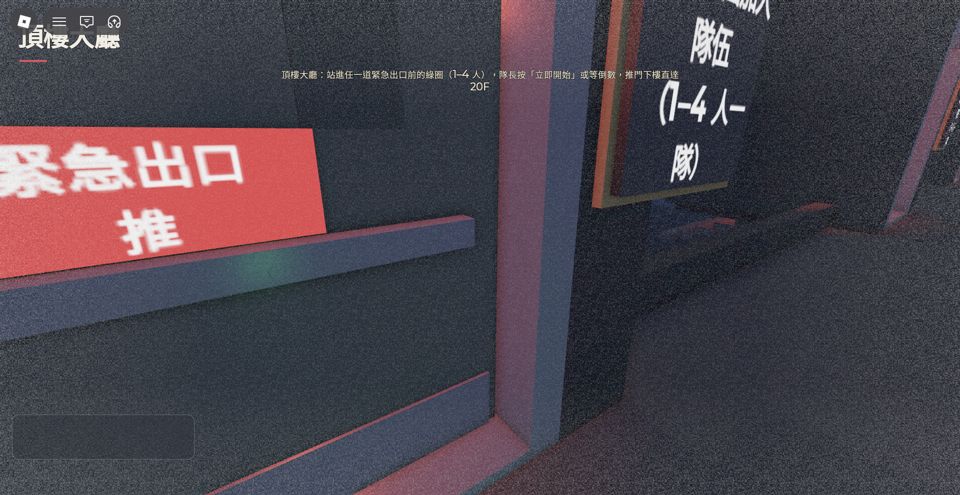 頂樓大廳
頂樓大廳：站進任一道緊急出口前的綠圈（1–4 人），隊長按「立即開始」或等倒數，推門下樓直達
20F
緊急出口
推
隊伍
(1–4 人一
隊)